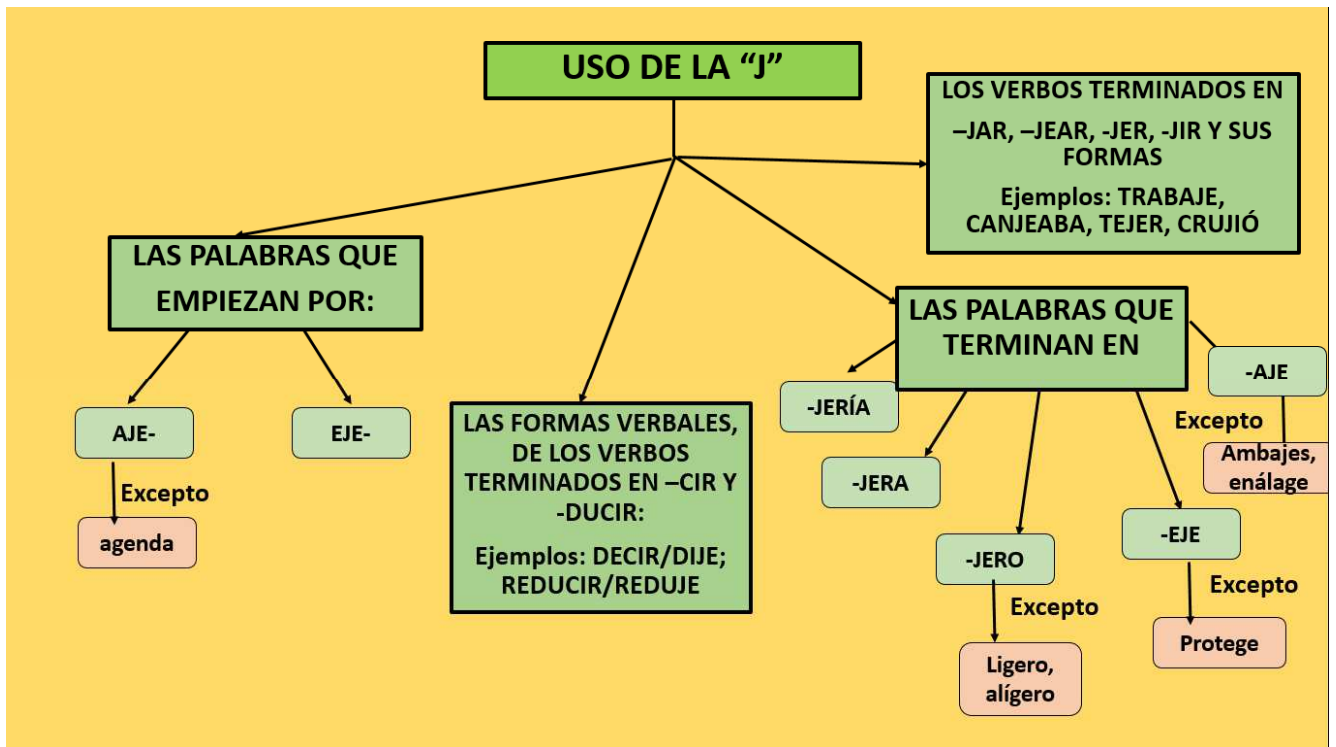 USO DE LA “J”
LOS VERBOS TERMINADOS EN
–JAR, –JEAR, -JER, -JIR Y SUS
FORMAS
Ejemplos: TRABAJE,
CANJEABA, TEJER, CRUJIÓ
LAS PALABRAS QUE
EMPIEZAN POR:
AJE-
Excepto
agenda
EJE-
LAS FORMAS VERBALES,
DE LOS VERBOS
TERMINADOS EN –CIR Y
-DUCIR:
Ejemplos: DECIR/DIJE;
REDUCIR/REDUJE
LAS PALABRAS QUE
TERMINAN EN
-JERÍA
-JERA
-JERO
Excepto
Ligero,
alígero
-EJE
Excepto
Protege
-AJE
Excepto
Ambajes,
enálage